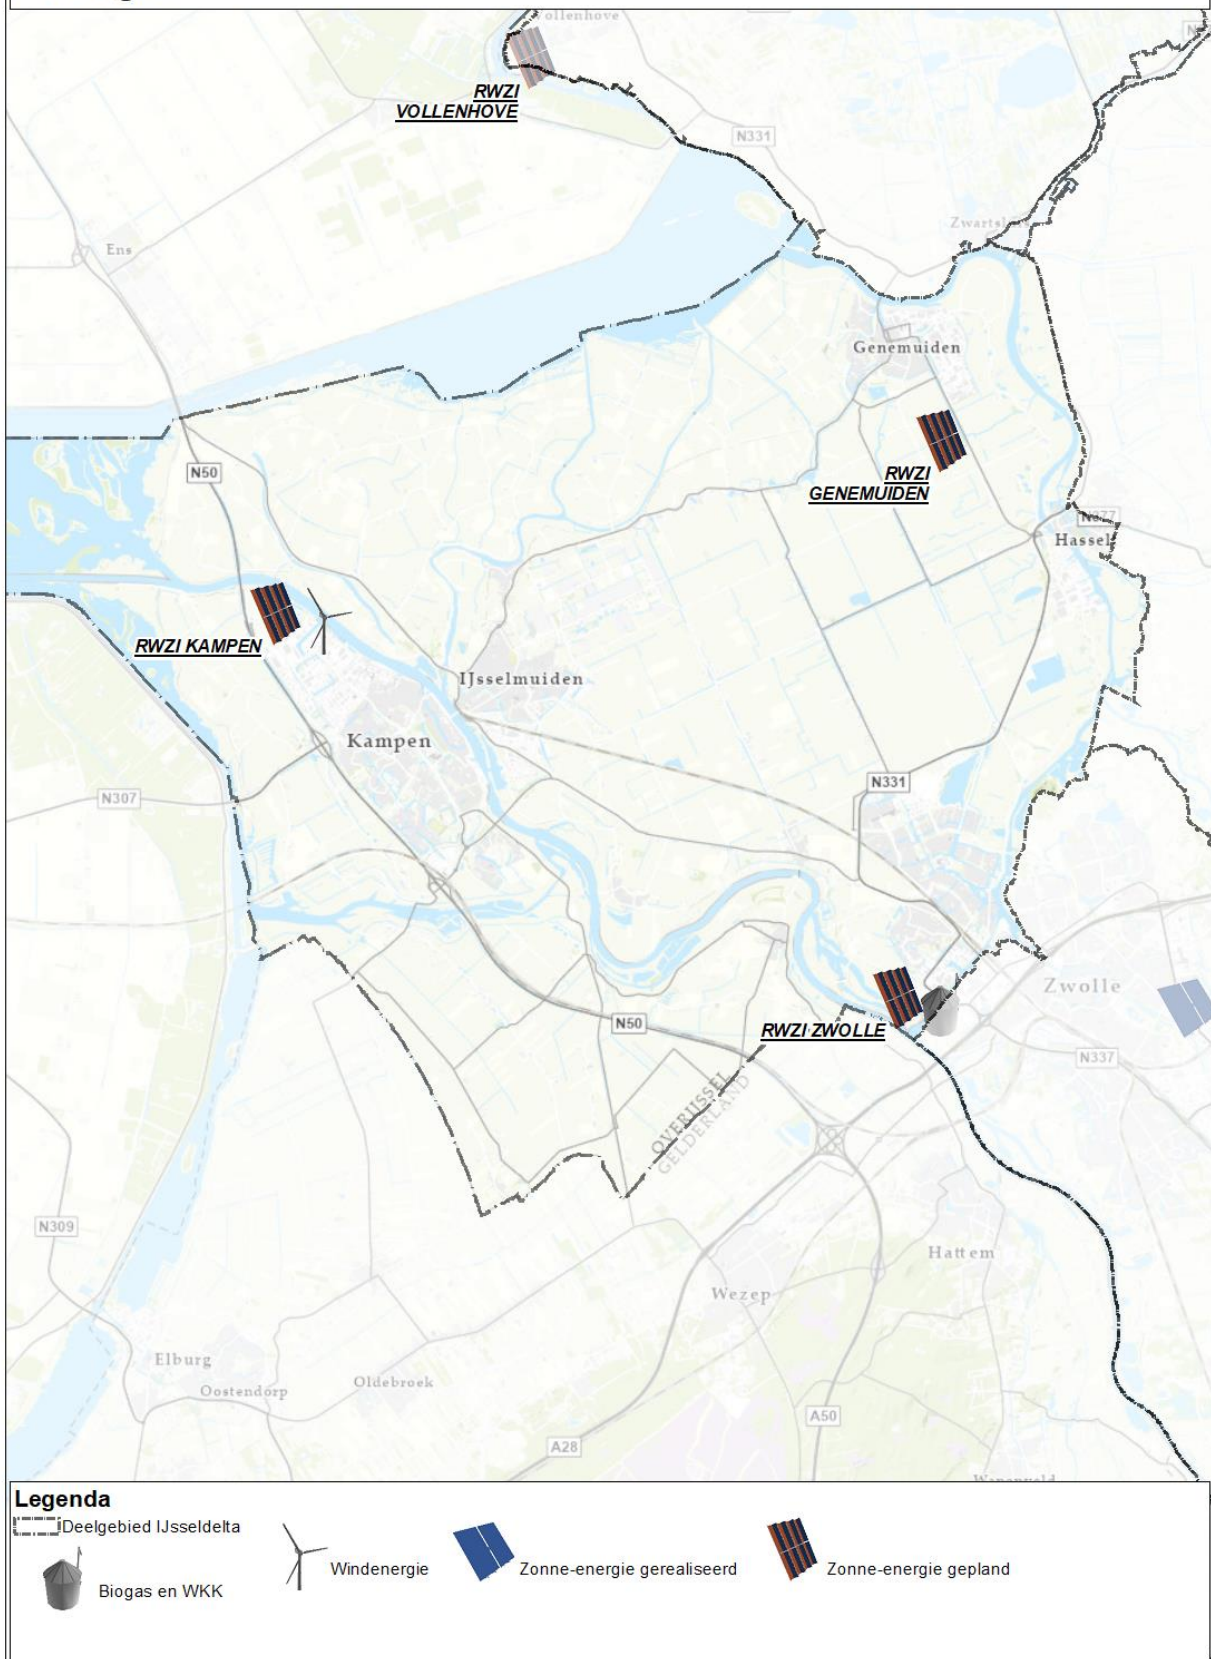 Vollenhove
RWZI
VOLLENHOVE
N331
Ens
Genemuiden
N50
RWZI
GENEMUIDEN
N377
Hassel
RWZI KAMPEN
IJsselmuiden
Kampen
N331
N307
Zwolle
N50
RWZI ZWOLLE
N337
OVERIJSSEL
GELDERLAND
N309
Hattem
Wezep
Elburg
Oostendorp
Oldebroek
A50
A28
Legenda
Deelgebied IJsseldelta
Windenergie
Zonne-energie gerealiseerd
Zonne-energie gepland
Biogas en WKK